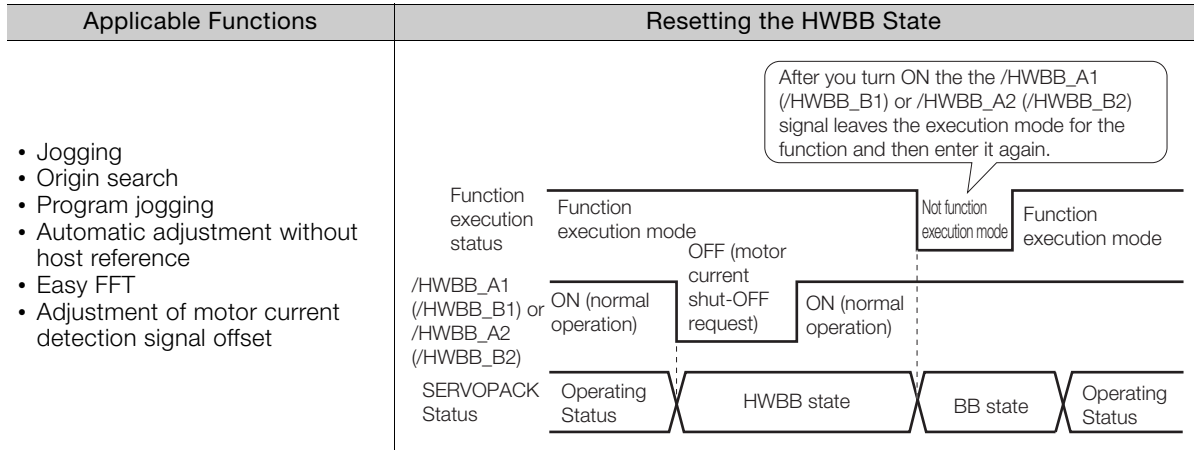 Applicable Functions
Resetting the HWBB State
• Jogging
• Origin search
• Program jogging
• Automatic adjustment without
host reference
• Easy FFT
• Adjustment of motor current
detection signal offset
After you turn ON the the /HWBB_A1
(/HWBB_B1) or /HWBB_A2 (/HWBB_B2)
signal leaves the execution mode for the
function and then enter it again.
Function
execution
status
Function
execution mode
Not function
execution mode
Function
execution mode
/HWBB_A1
(/HWBB_B1) or
/HWBB_A2
(/HWBB_B2)
ON (normal
operation)
OFF (motor
current
shut-OFF
request)
ON (normal
operation)
SERVOPACK
Status
Operating
Status
HWBB state
BB state
Operating
Status